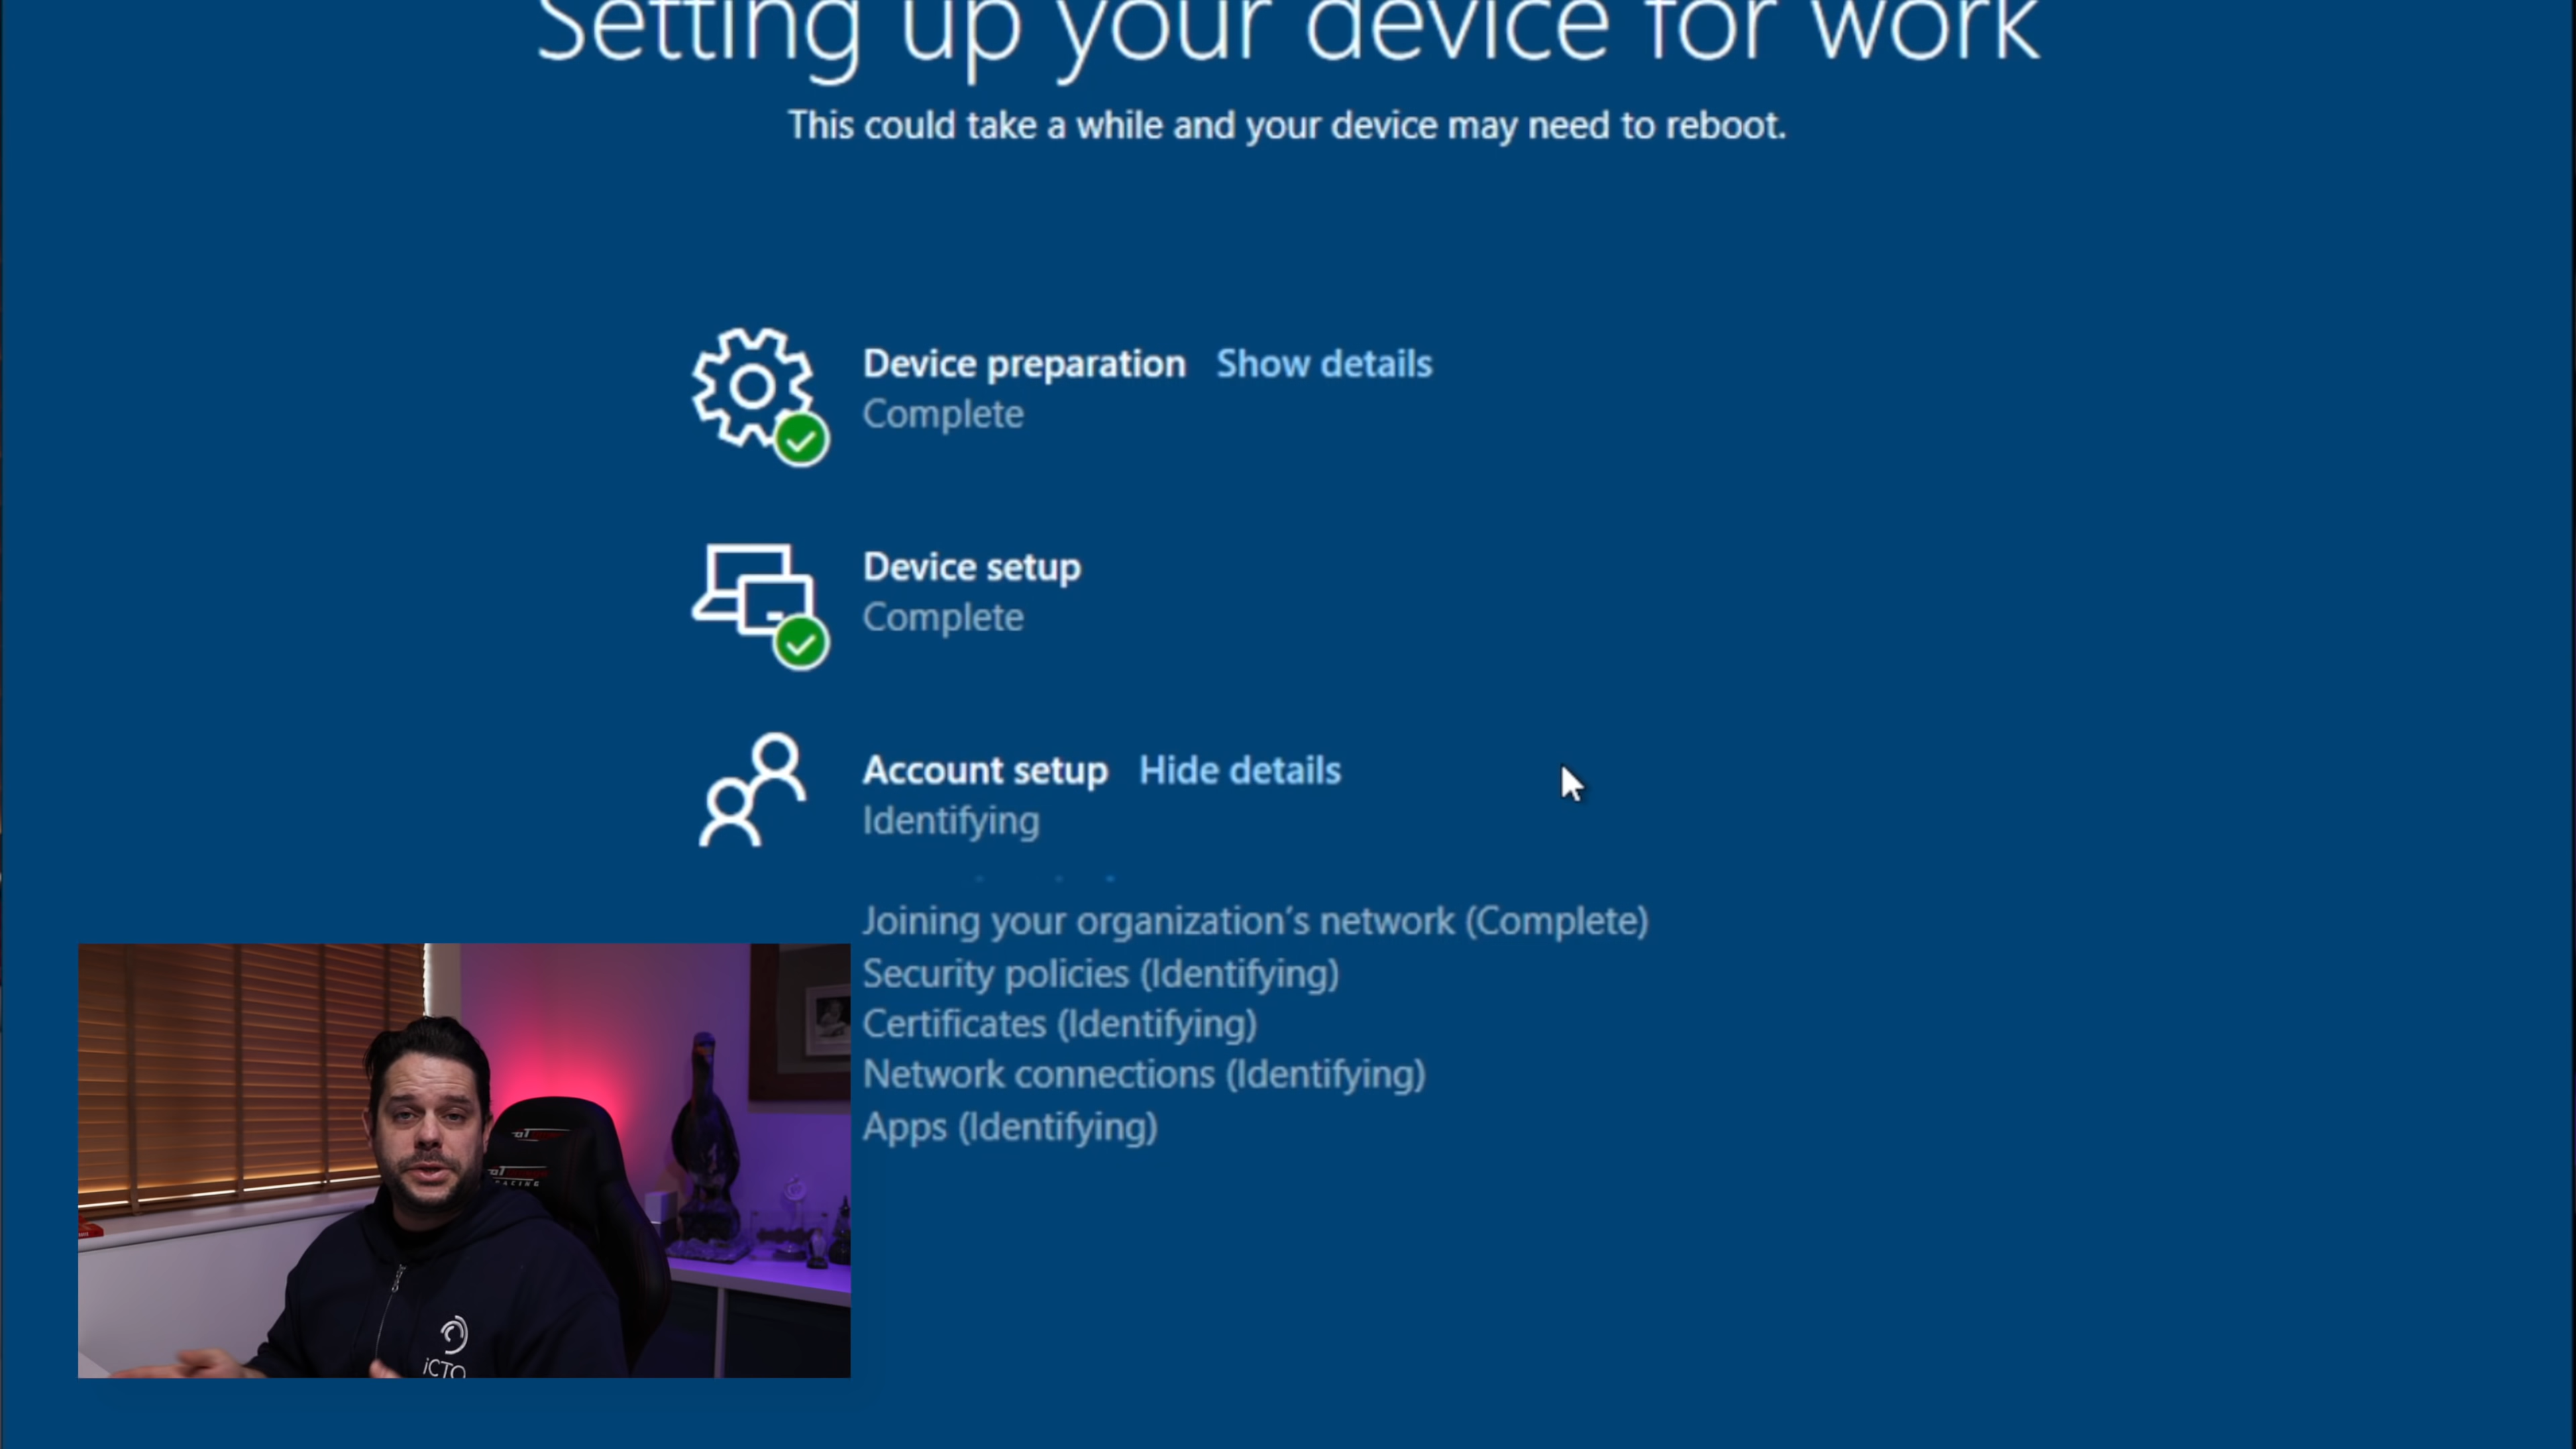 Setting up your device for work
This could take a while and your device may need to reboot.
Device preparation Show details
Complete
Device setup
Complete
Account setup Hide details
Identifying
Joining your organization's network (Complete)
Security policies (Identifying)
Certificates (Identifying)
Network connections (Identifying)
Apps (Identifying)
RACING
iCTO